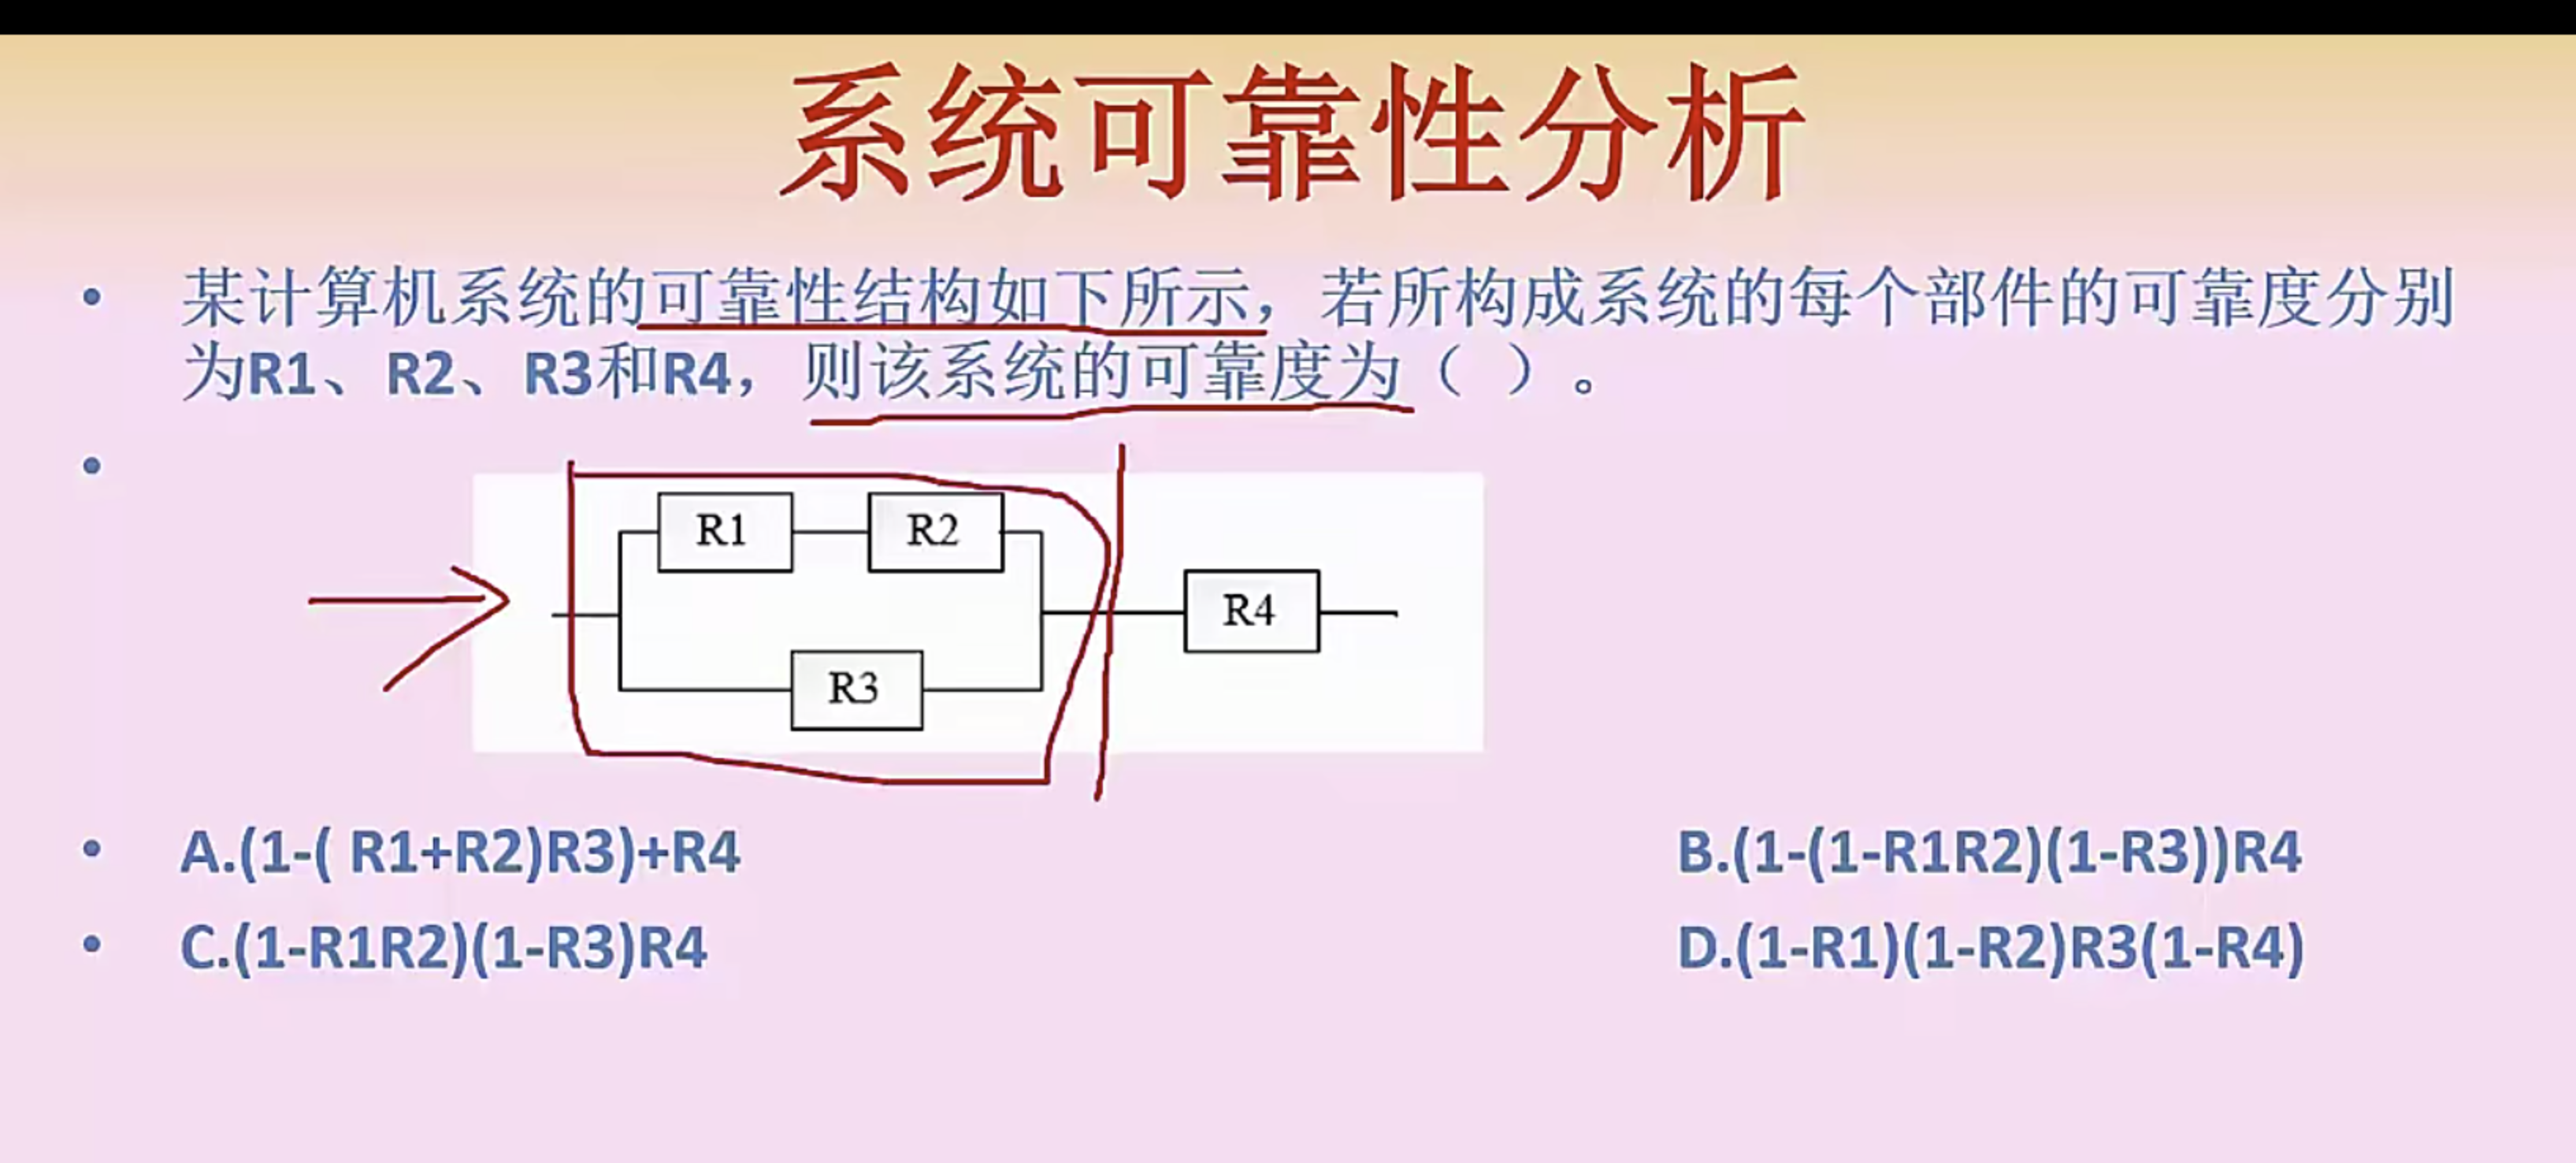 系统可靠性分析
某计算机系统的可靠性结构如下所示，若所构成系统的每个部件的可靠度分别
为R1、R2、R3和R4，则该系统的可靠度为（ ）。
R1 R2
R4
R3
A.(1-( R1+R2)R3)+R4 B.(1-(1-R1R2)(1-R3))R4
C.(1-R1R2)(1-R3)R4 D.(1-R1)(1-R2)R3(1-R4)